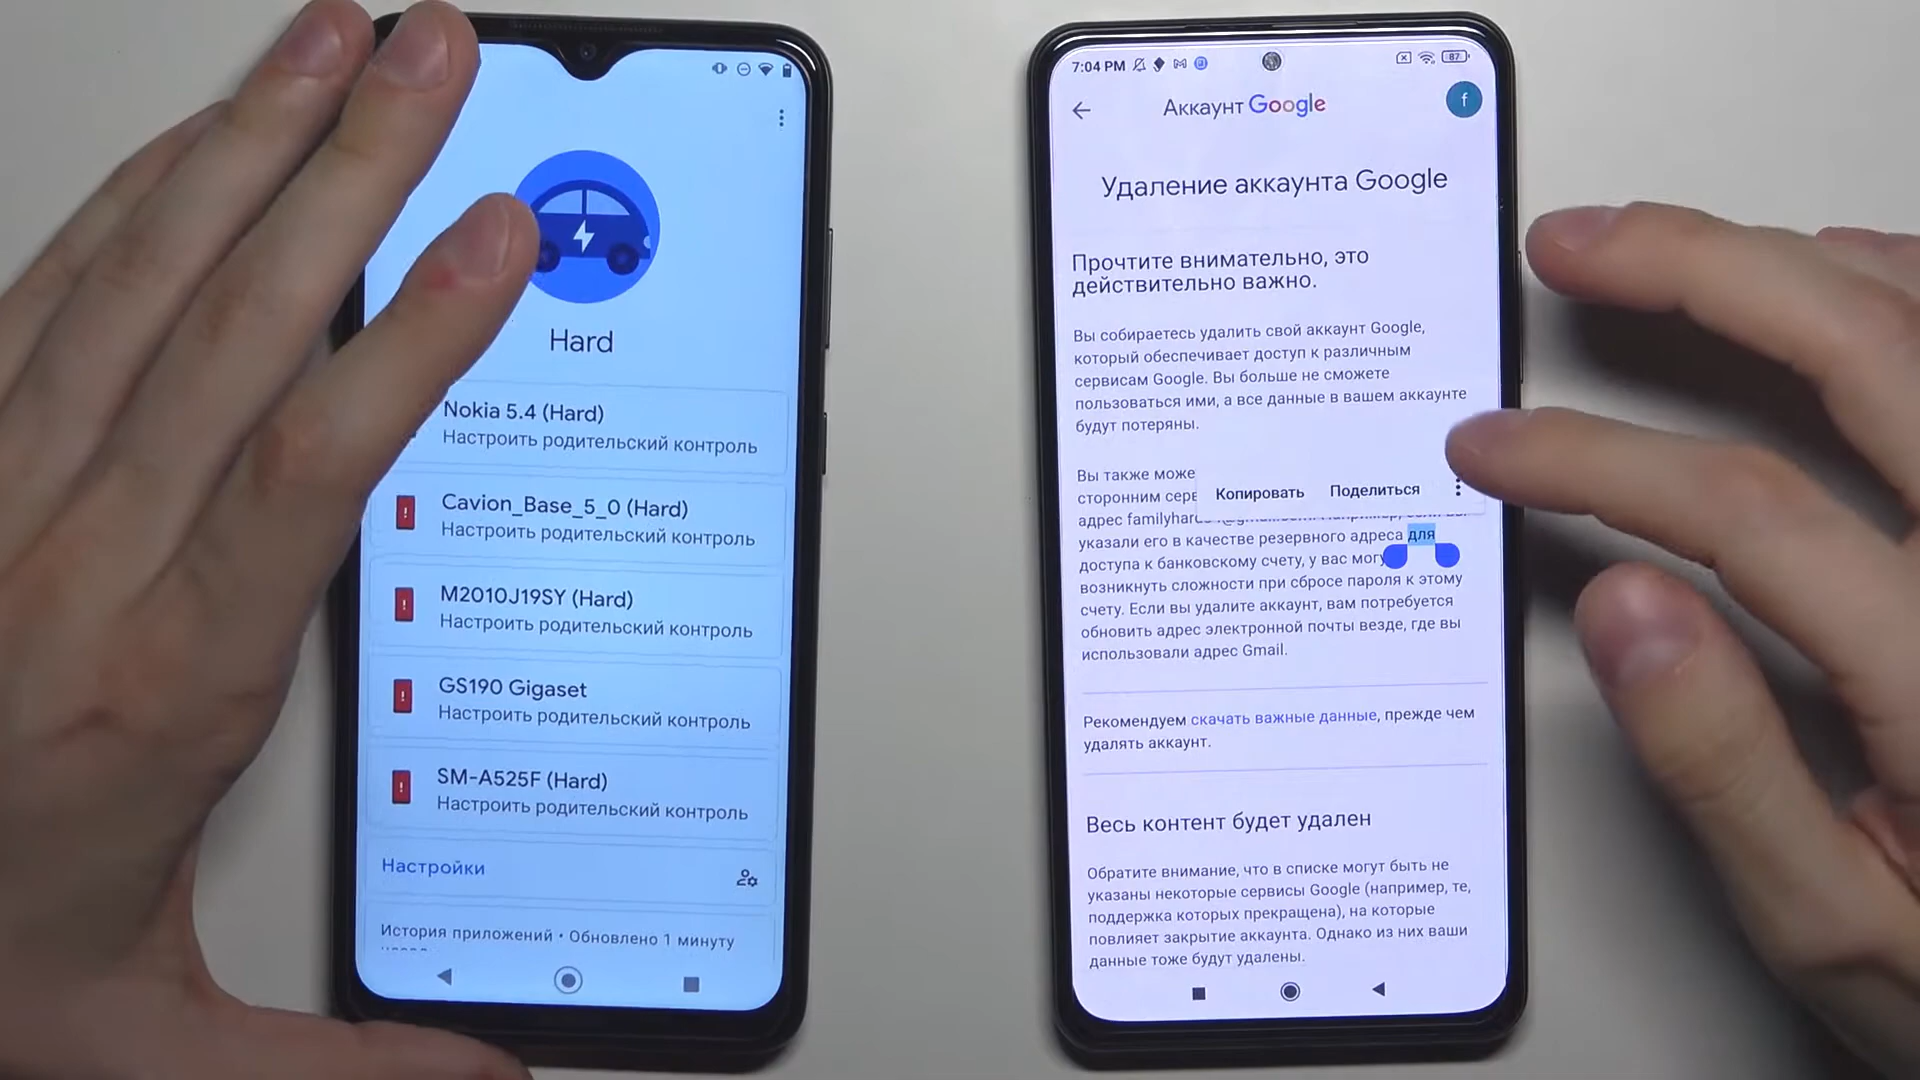 Hard
Nokia 5.4 (Hard)
Настроить родительский контроль
Cavion_Base_5_0 (Hard)
Настроить родительский контроль
M2010J19SY (Hard)
Настроить родительский контроль
GS190 Gigaset
Настроить родительский контроль
SM-A525F (Hard)
Настроить родительский контроль
Настройки
История приложений • Обновлено 1 минуту
7:04 PM
87
Аккаунт Google
f
Удаление аккаунта Google
Прочтите внимательно, это
действительно важно.
Вы собираетесь удалить свой аккаунт Google,
который обеспечивает доступ к различным
сервисам Google. Вы больше не сможете
пользоваться ими, а все данные в вашем аккаунте
будут потеряны.
Вы также може
Копировать Поделиться
сторонним серв
адрес
указали его в качестве резервного адреса для
доступа к банковскому счету, у вас могу
возникнуть сложности при сбросе пароля к этому
счету. Если вы удалите аккаунт, вам потребуется
обновить адрес электронной почты везде, где вы
использовали адрес Gmail.
Рекомендуем скачать важные данные, прежде чем
удалять аккаунт.
Весь контент будет удален
Обратите внимание, что в списке могут быть не
указаны некоторые сервисы Google (например, те,
поддержка которых прекращена), на которые
повлияет закрытие аккаунта. Однако из них ваши
данные тоже будут удалены.